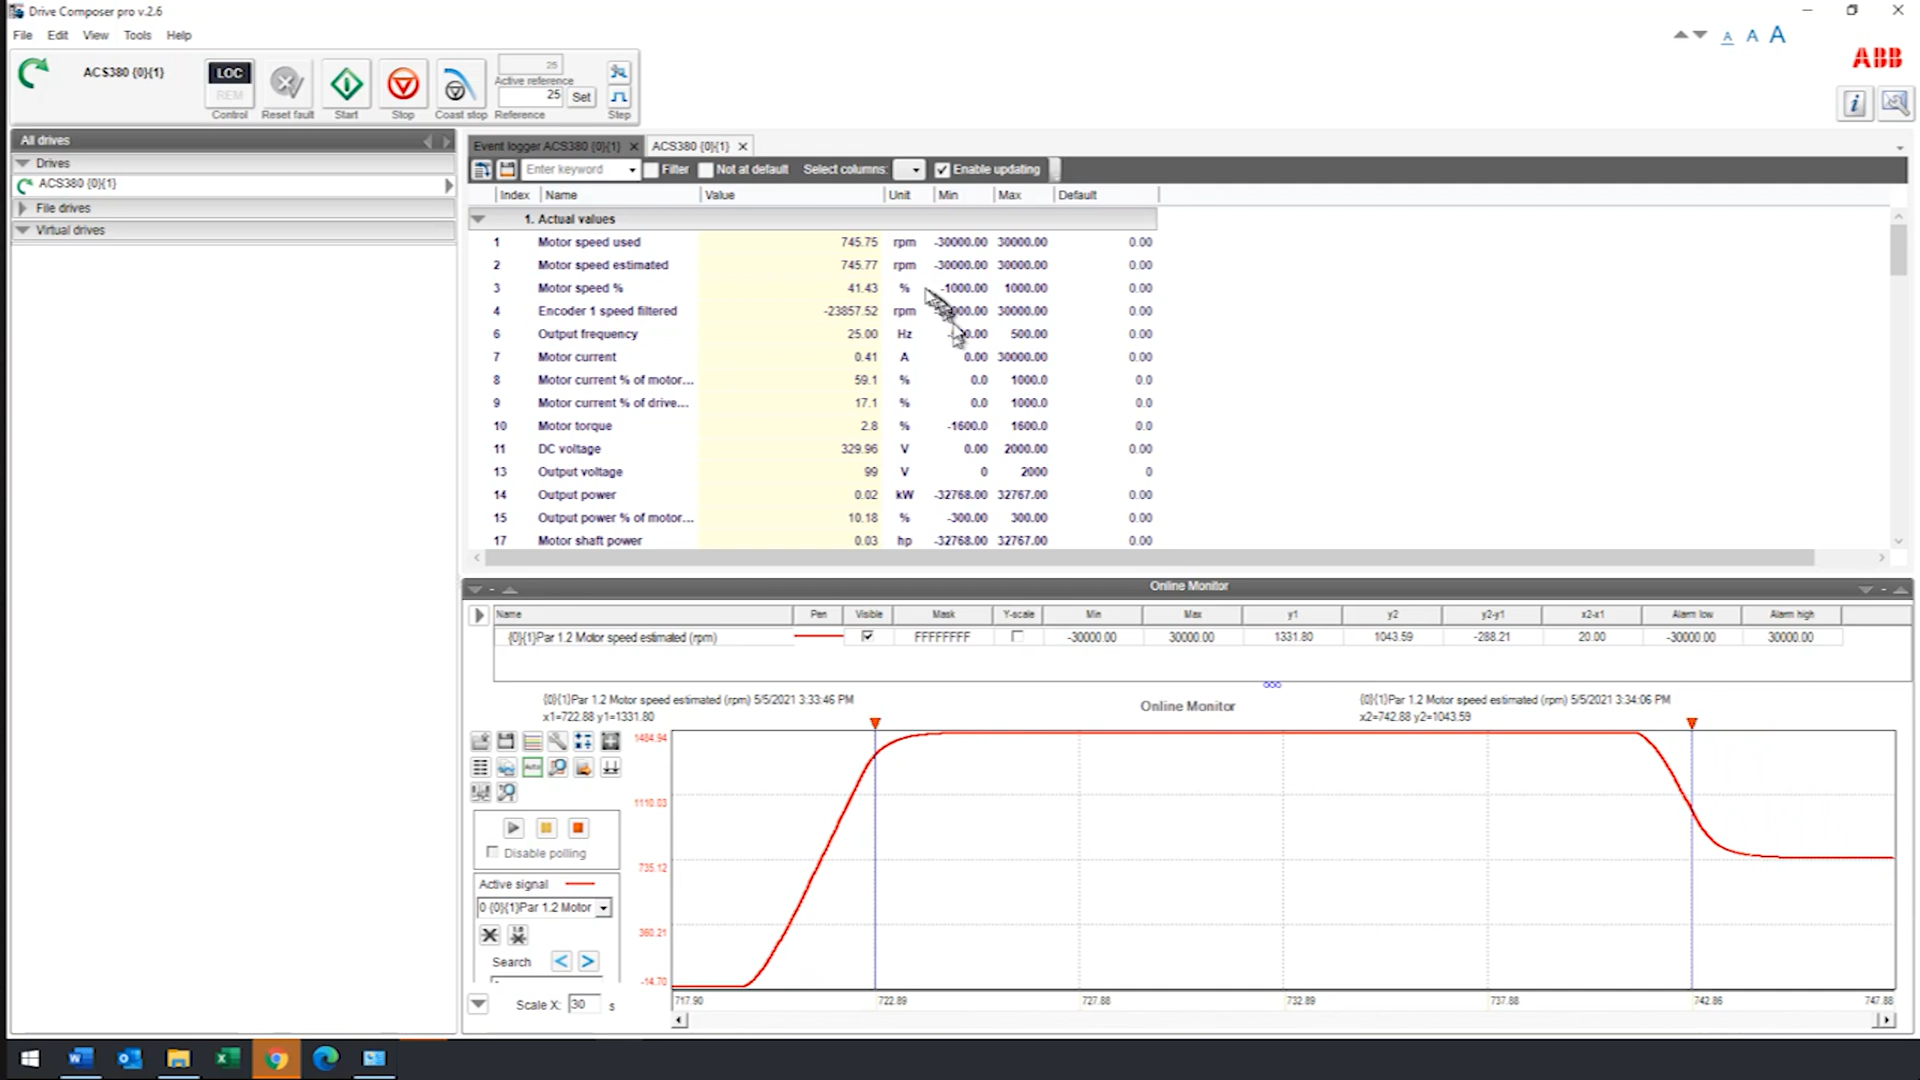 Drive Composer pro v.2.6
File Edit View Tools Help
A A A
ABB
ACS380 {0}{1}
LOC
REM
Control
Reset fault
Start
Stop
Coast stop
25
Active reference
25 Set
Reference
Step
All drives
Drives
ACS380 {0}{1}
File drives
Virtual drives
Event logger ACS380 {0}{1} ACS380 {0}{1}
Enter keyword Filter Not at default Select columns: Enable updating
Index Name Value Unit Min Max Default
1. Actual values
1 Motor speed used 745.75 rpm -30000.00 30000.00 0.00
2 Motor speed estimated 745.77 rpm -30000.00 30000.00 0.00
3 Motor speed % 41.43 % -1000.00 1000.00 0.00
4 Encoder 1 speed filtered -23857.52 rpm 30000.00 0.00
6 Output frequency 25.00 Hz 500.00 0.00
7 Motor current 0.41 A 0.00 30000.00 0.00
8 Motor current % of motor... 59.1 % 0.0 1000.0 0.0
9 Motor current % of drive... 17.1 % 0.0 1000.0 0.0
10 Motor torque 2.8 % -1600.0 1600.0 0.0
11 DC voltage 329.96 V 0.00 2000.00 0.00
13 Output voltage 99 V 0 2000 0
14 Output power 0.02 kW -32768.00 32767.00 0.00
15 Output power % of motor... 10.18 % -300.00 300.00 0.00
17 Motor shaft power 0.03 hp -32768.00 32767.00 0.00
Online Monitor
Name Pen Visible Mask Y-scale Min Max y1 y2 y2-y1 x2-x1 Alarm low Alarm high
{0}{1}Par 1.2 Motor speed estimated (rpm) FFFFFFFF -30000.00 30000.00 1331.80 1043.59 -288.21 20.00 -30000.00 30000.00
{0}{1}Par 1.2 Motor speed estimated (rpm) 5/5/2021 3:33:46 PM
x1=722.88 y1=1331.80
Online Monitor
{0}{1}Par 1.2 Motor speed estimated (rpm) 5/5/2021 3:34:06 PM
x2=742.88 y2=1043.59
1484.94
1110.03
735.12
360.21
-14.70
Auto
Disable polling
Active signal
0 {0}{1}Par 1.2 Motor
Search
Scale X: 30 s
717.90 722.89 727.88 732.89 737.88 742.86 747.88